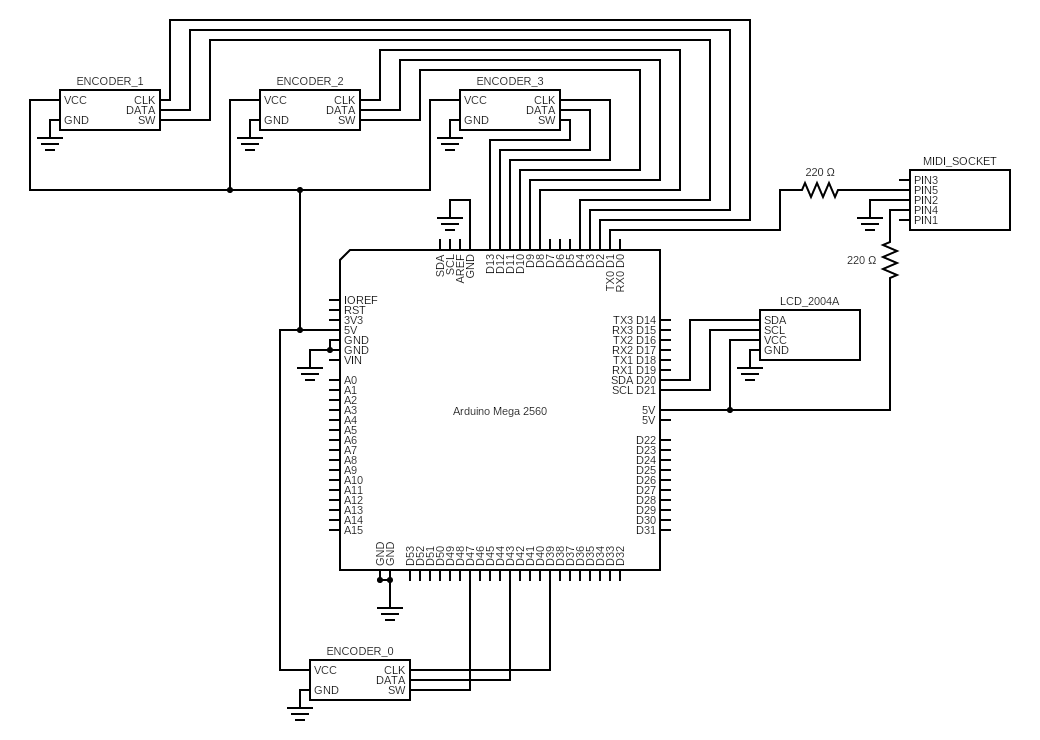 ENCODER_1
VCC
GND
CLK
DATA
SW
ENCODER_2
VCC
GND
CLK
DATA
SW
ENCODER_3
VCC
GND
CLK
DATA
SW
220 Ω
MIDI_SOCKET
PIN3
PIN5
PIN2
PIN4
PIN1
220 Ω
LCD_2004A
SDA
SCL
VCC
GND
SDA
SCL
AREF
GND
D13
D12
D11
D10
D9
D8
D7
D6
D5
D4
D3
D2
TX0 D1
RX0 D0
IOREF
RST
3V3
5V
GND
GND
VIN
A0
A1
A2
A3
A4
A5
A6
A7
A8
A9
A10
A11
A12
A13
A14
A15
Arduino Mega 2560
TX3 D14
RX3 D15
TX2 D16
RX2 D17
TX1 D18
RX1 D19
SDA D20
SCL D21
5V
5V
D22
D23
D24
D25
D26
D27
D28
D29
D30
D31
GND
GND
D53
D52
D51
D50
D49
D48
D47
D46
D45
D44
D43
D42
D41
D40
D39
D38
D37
D36
D35
D34
D33
D32
ENCODER_0
VCC
GND
CLK
DATA
SW